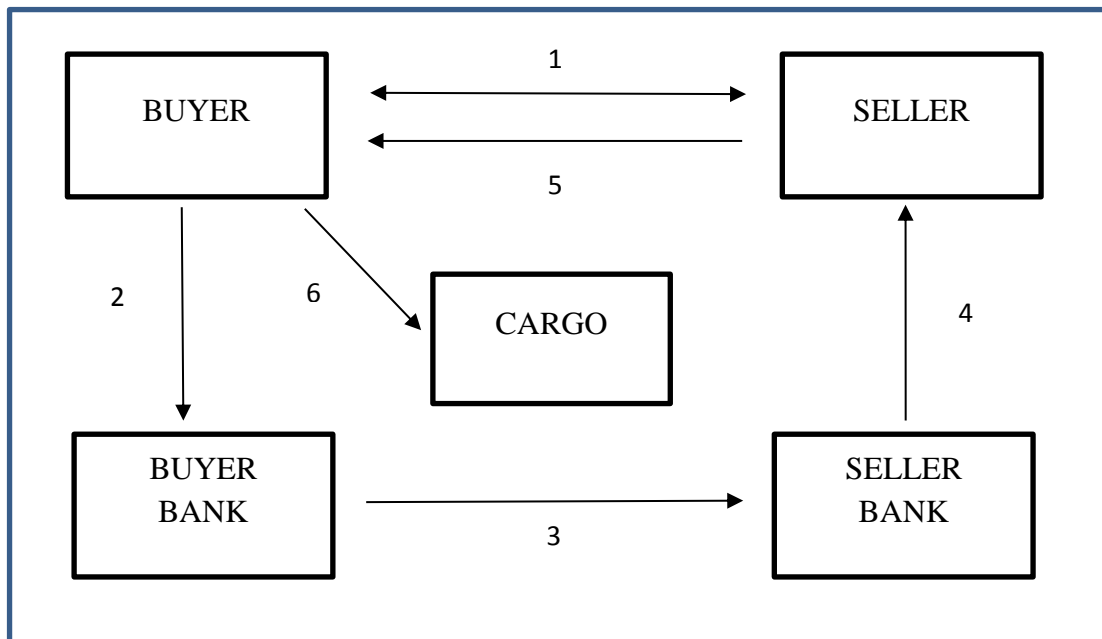 1
BUYER
SELLER
5
2
6
CARGO
4
BUYER
BANK
SELLER
BANK
3